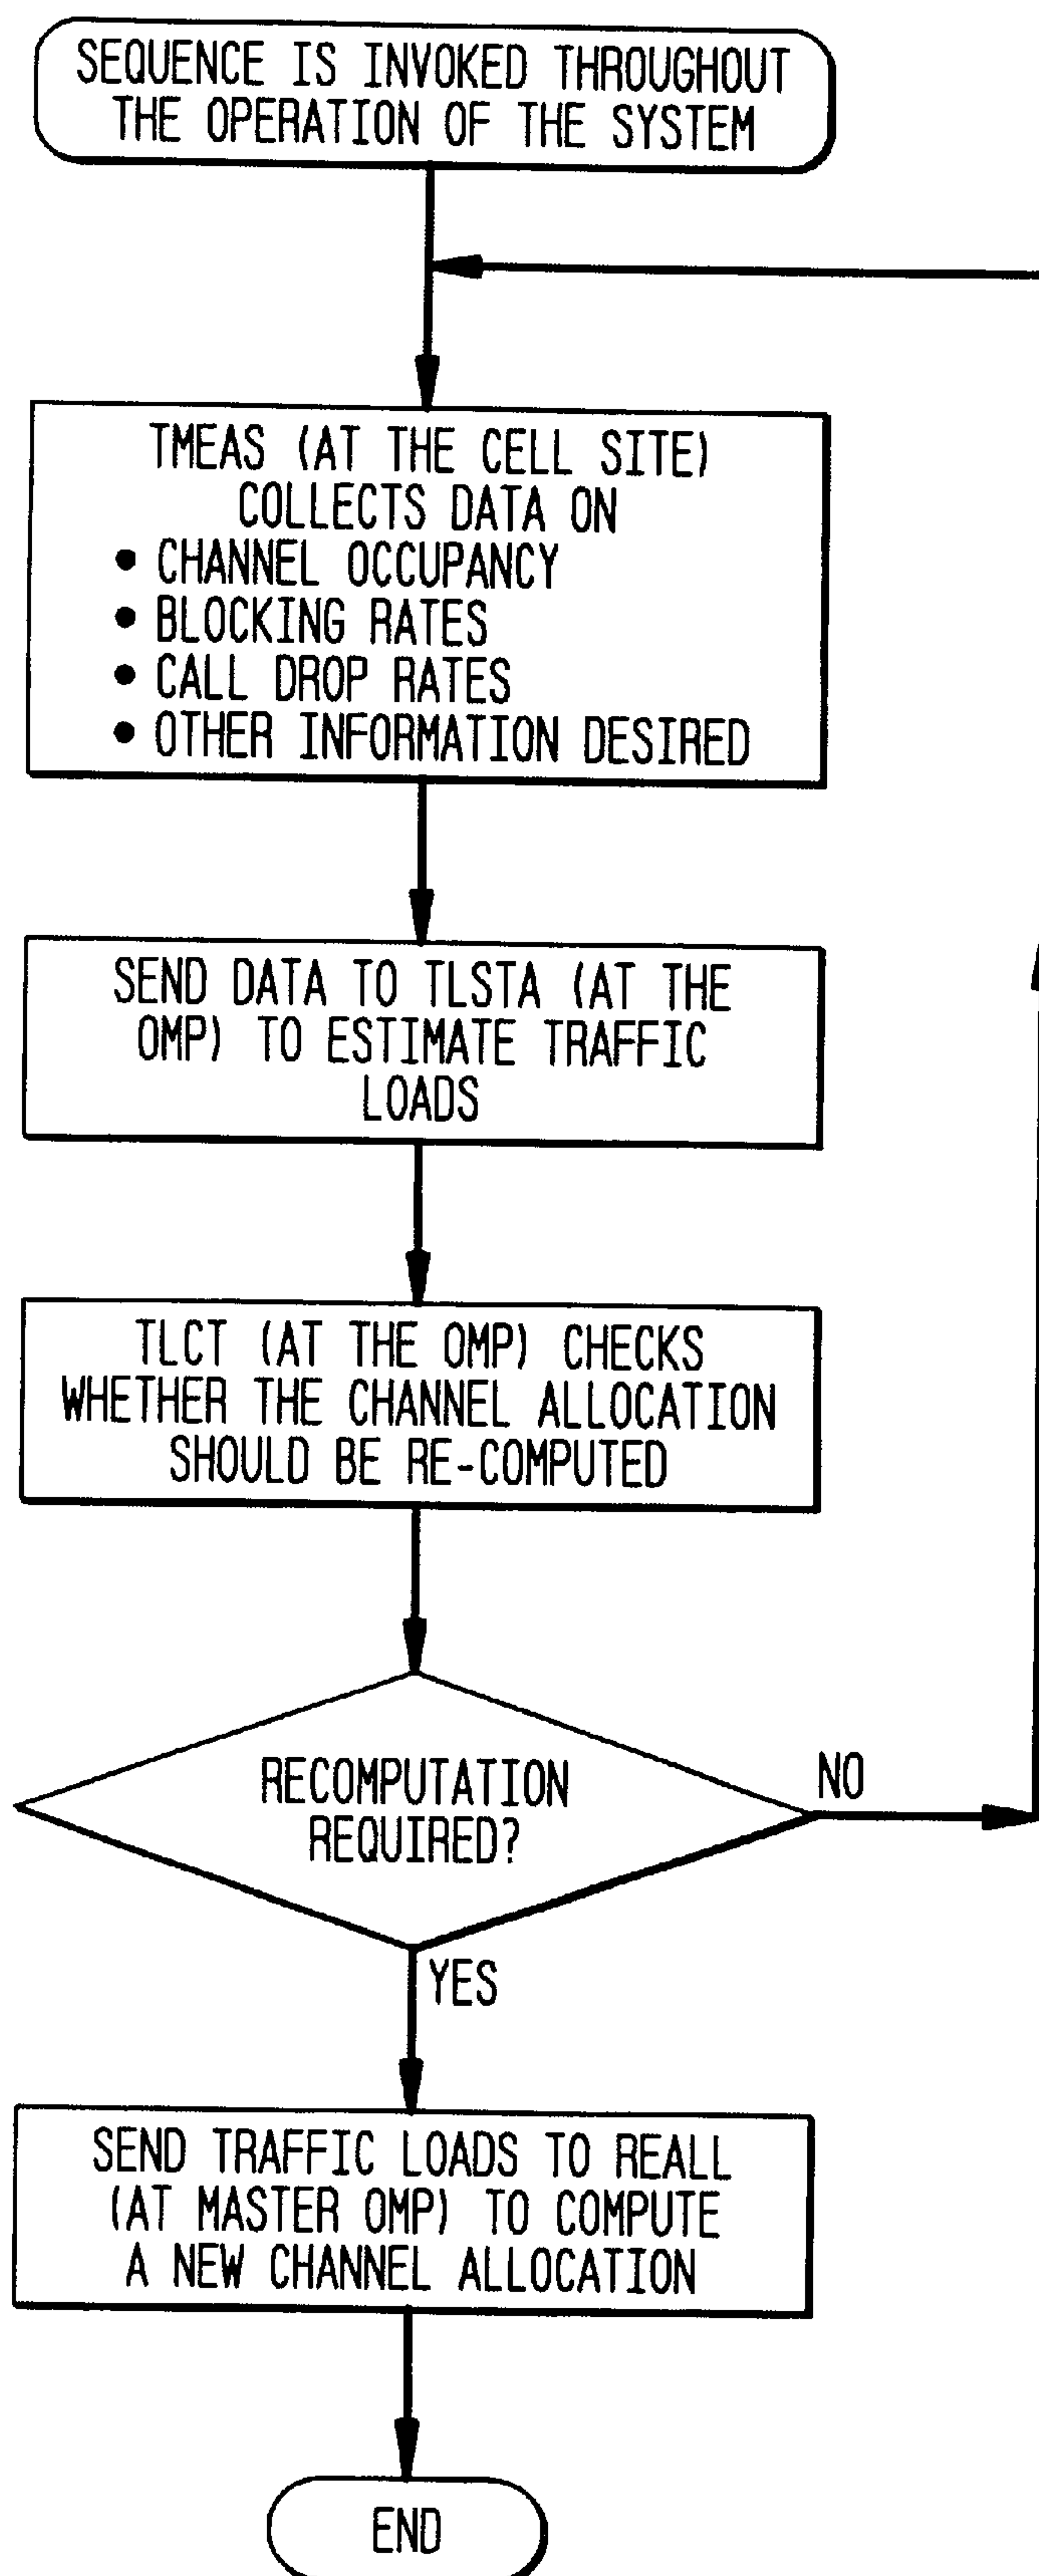 SEQUENCE IS INVOKED THROUGHOUT
THE OPERATION OF THE SYSTEM
TMEAS (AT THE CELL SITE)
COLLECTS DATA ON
• CHANNEL OCCUPANCY
• BLOCKING RATES
• CALL DROP RATES
• OTHER INFORMATION DESIRED
SEND DATA TO TLSTA (AT THE
OMP) TO ESTIMATE TRAFFIC
LOADS
TLCT (AT THE OMP) CHECKS
WHETHER THE CHANNEL ALLOCATION
SHOULD BE RE-COMPUTED
RECOMPUTATION
REQUIRED?
NO
YES
SEND TRAFFIC LOADS TO REALL
(AT MASTER OMP) TO COMPUTE
A NEW CHANNEL ALLOCATION
END